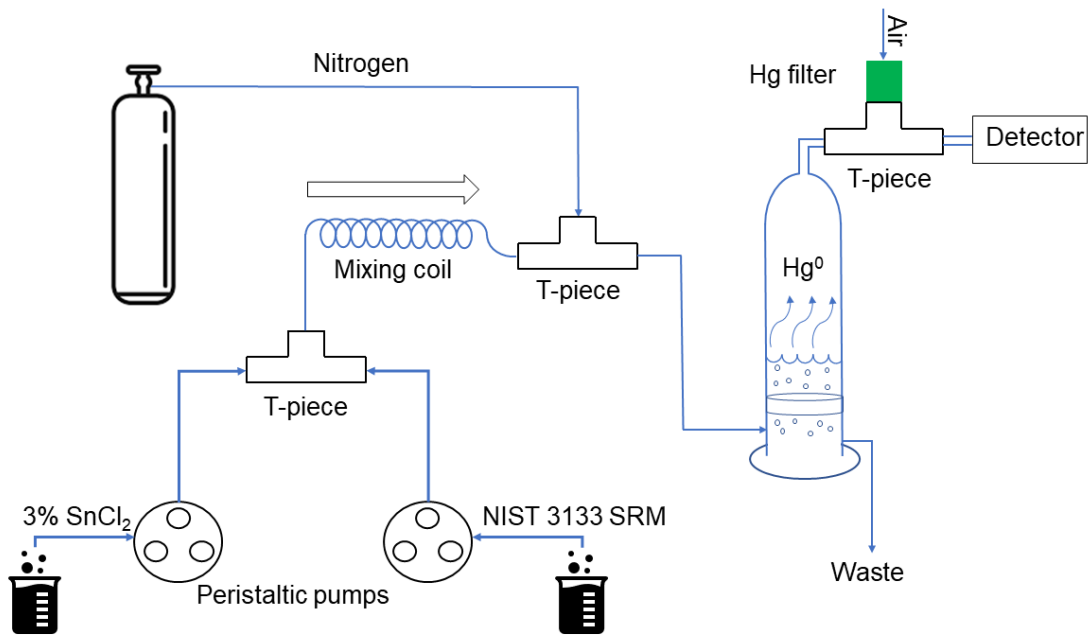 Air
Nitrogen
Hg filter
Detector
T-piece
Mixing coil
Hg⁰
T-piece
T-piece
3% SnCl₂
NIST 3133 SRM
Waste
Peristaltic pumps